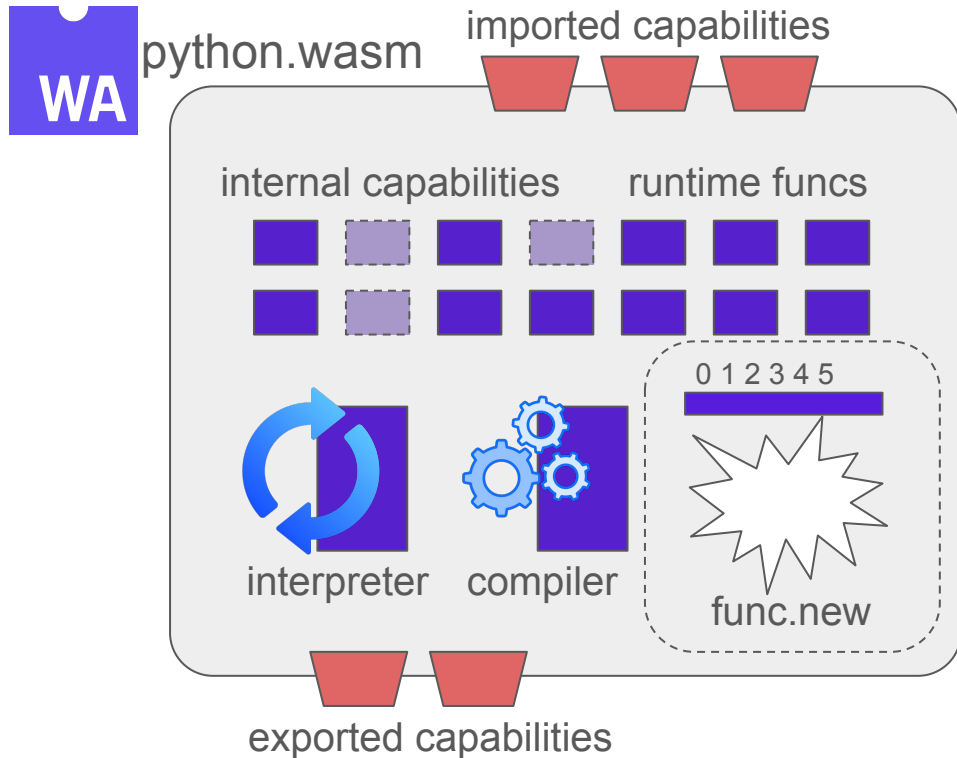 imported capabilities
python.wasm
WA
internal capabilities
runtime funcs
0 1 2 3 4 5
interpreter
compiler
func.new
exported capabilities